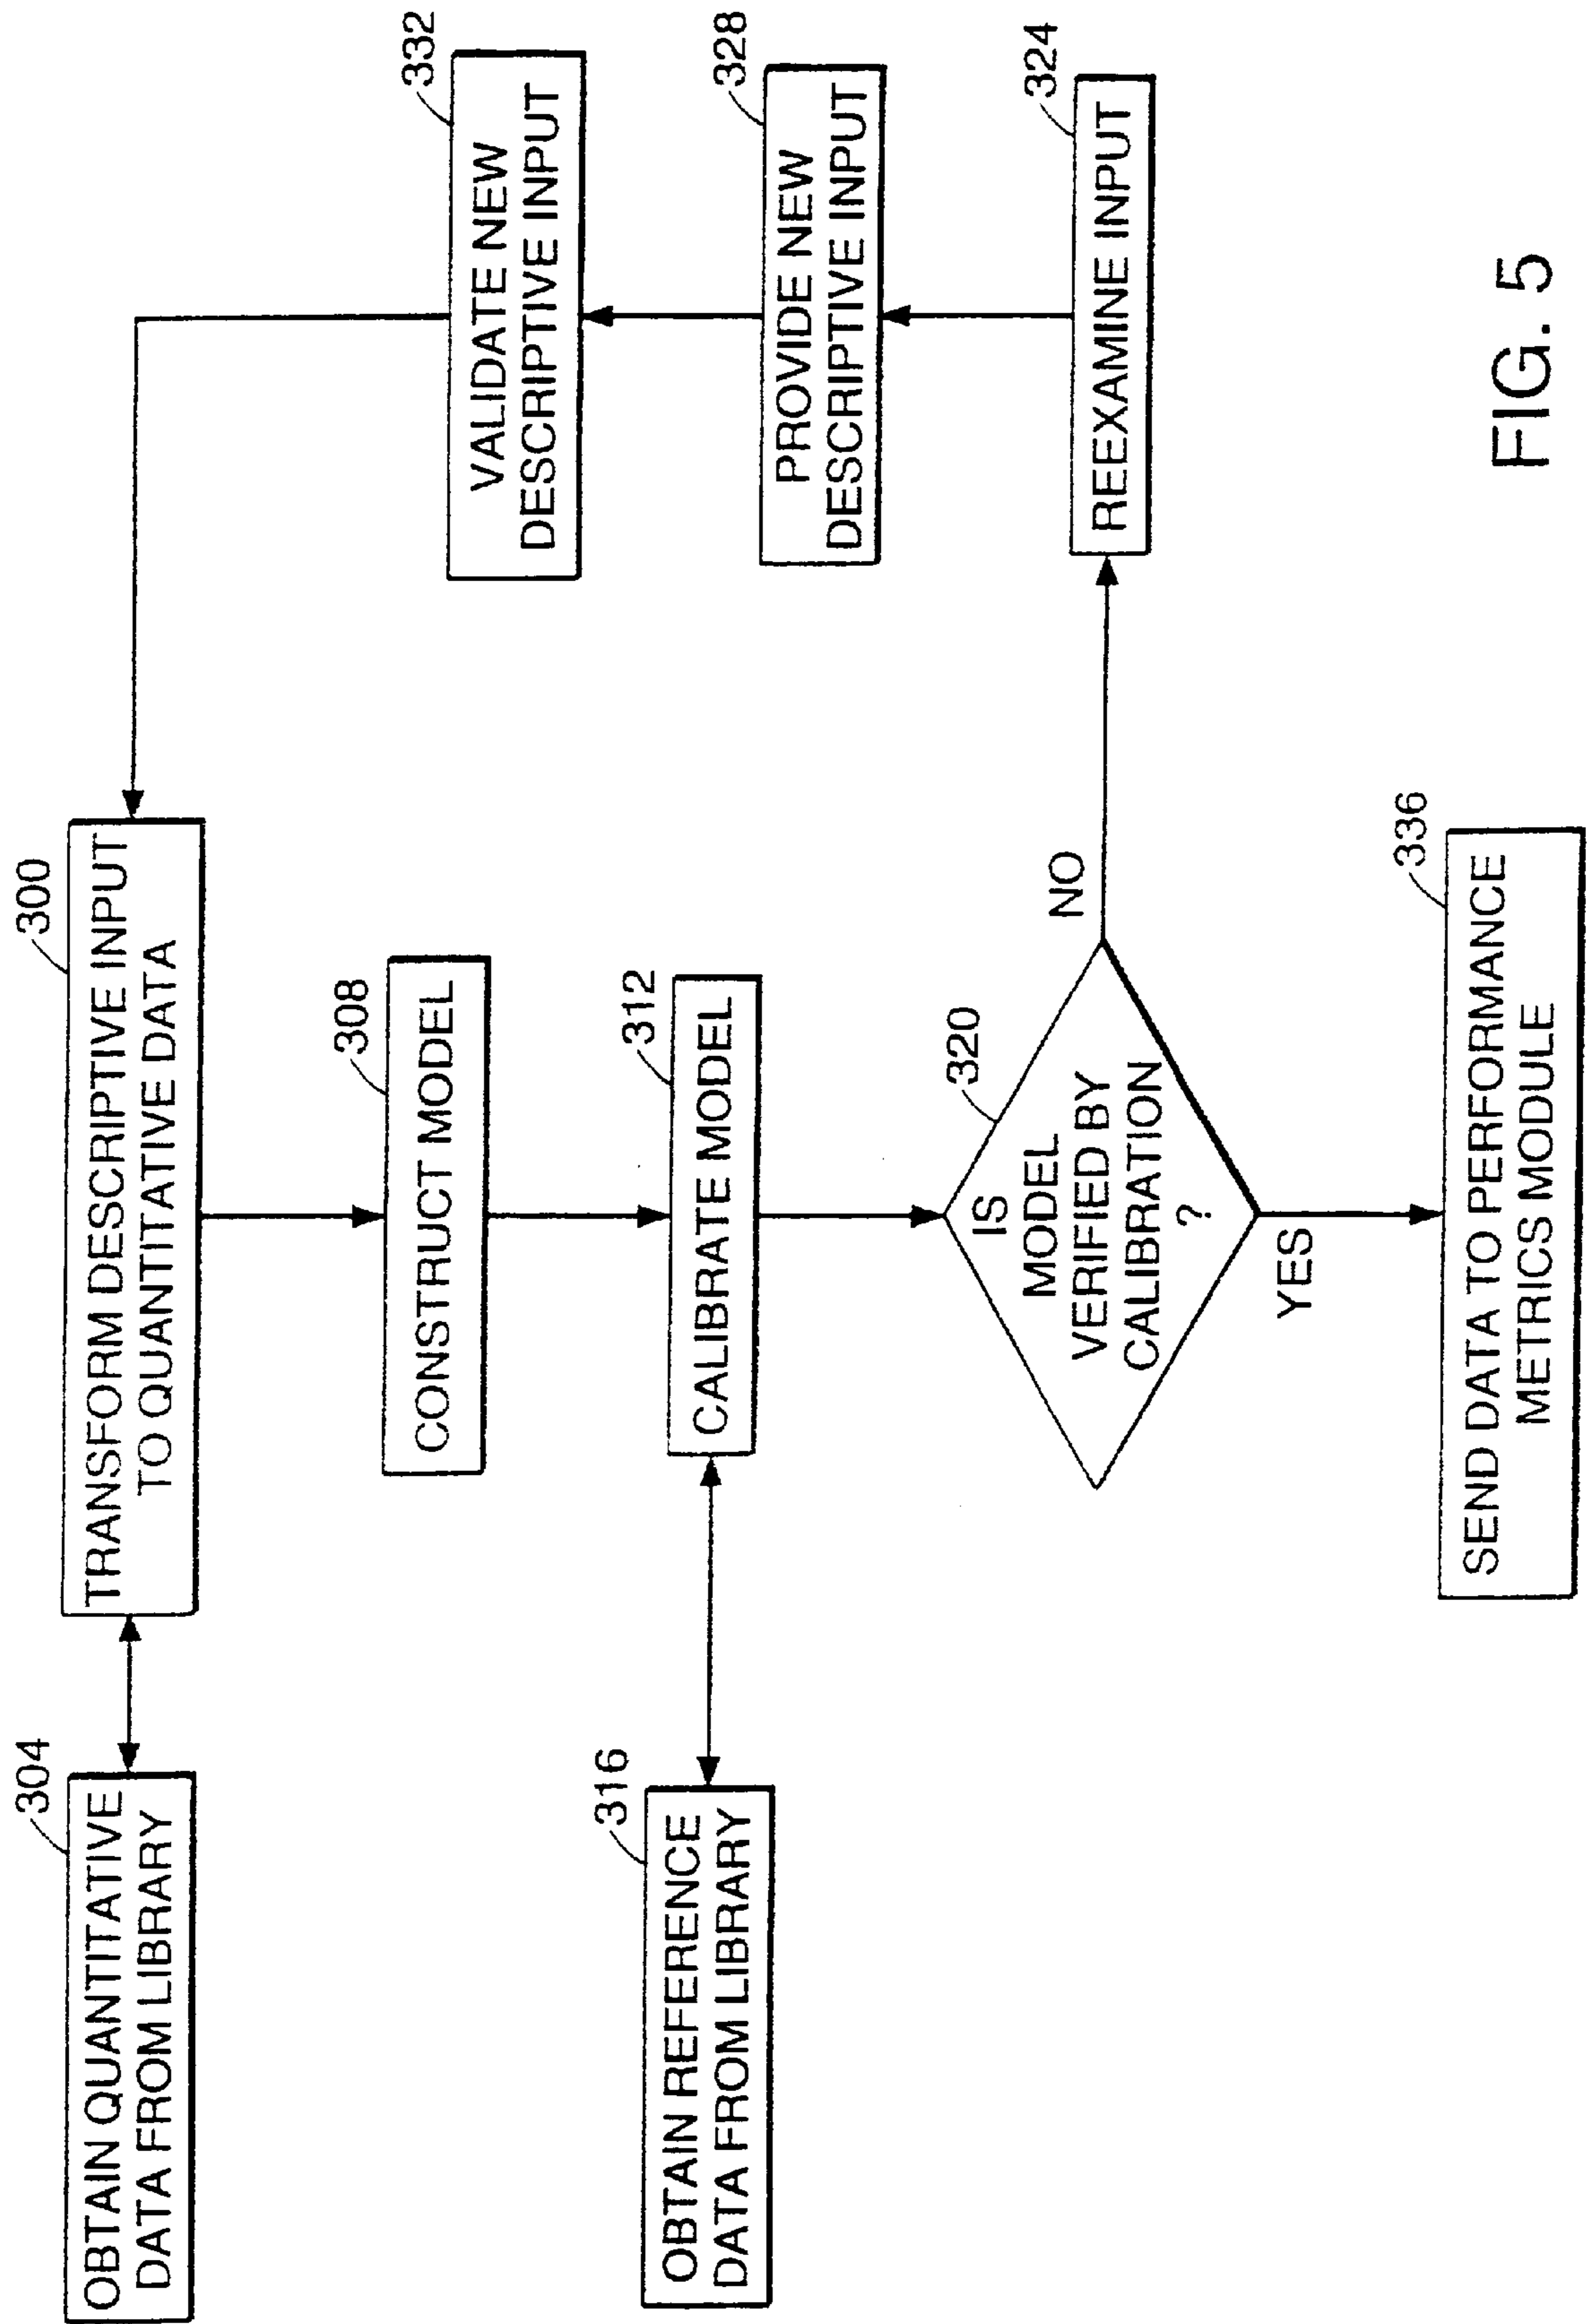 304
OBTAIN QUANTITATIVE
DATA FROM LIBRARY
300
TRANSFORM DESCRIPTIVE INPUT
TO QUANTITATIVE DATA
308
CONSTRUCT MODEL
316
OBTAIN REFERENCE
DATA FROM LIBRARY
312
CALIBRATE MODEL
320
IS
MODEL
VERIFIED BY
CALIBRATION
?
NO
YES
336
SEND DATA TO PERFORMANCE
METRICS MODULE
332
VALIDATE NEW
DESCRIPTIVE INPUT
328
PROVIDE NEW
DESCRIPTIVE INPUT
324
REEXAMINE INPUT
FIG. 5